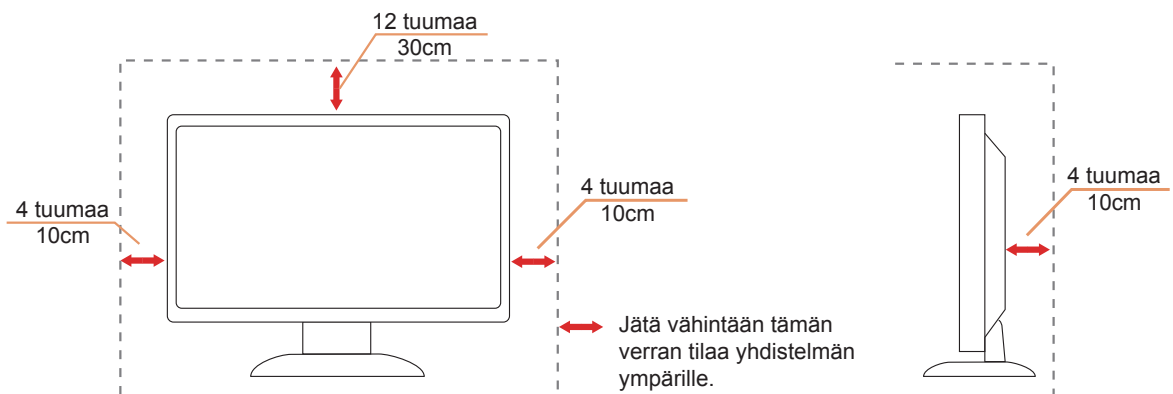 12 tuumaa
30cm
4 tuumaa
10cm
4 tuumaa
10cm
4 tuumaa
10cm
Jätä vähintään tämän
verran tilaa yhdistelmän
ympärille.